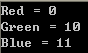 Red = 0
Green = 10
Blue = 11